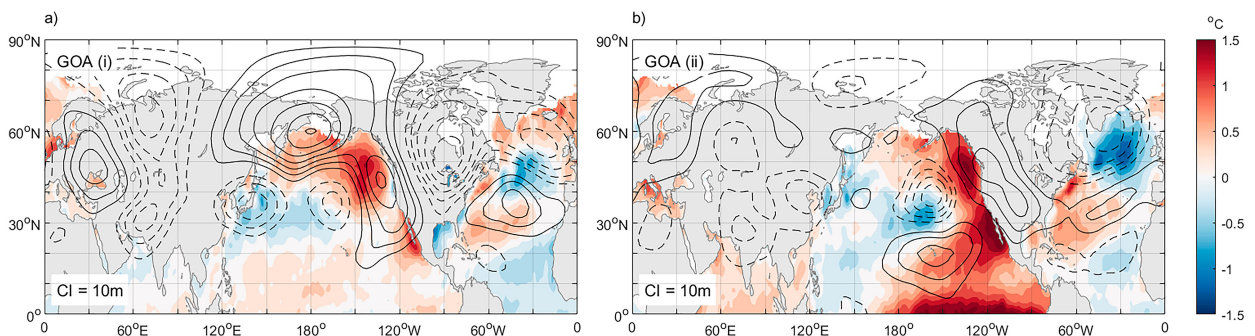 a)
90°N
60°N
30°N
0°
GOA (i)
CI = 10m
0
60°E
120°E
180°
120°W
60°W
0
b)
90°N
60°N
30°N
0°
GOA (ii)
CI = 10m
L
0
60°E
120°E
180°
120°W
60°W
0
°C
1.5
1
0.5
0
-0.5
-1
-1.5